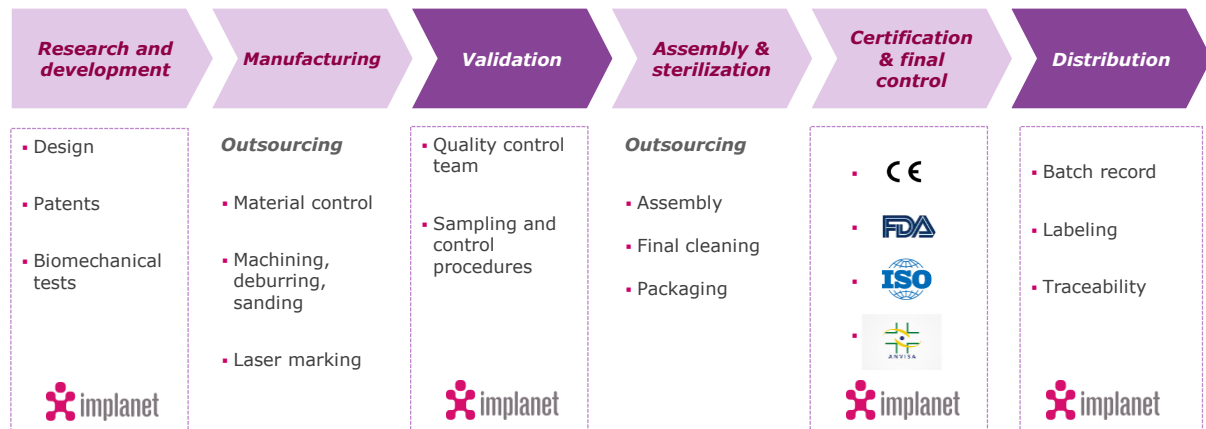 Research and
development
Manufacturing
Validation
Assembly &
sterilization
Certification
& final
control
Distribution
▪ Design
▪ Patents
▪ Biomechanical
tests
implanet
Outsourcing
▪ Material control
▪ Machining,
deburring,
sanding
▪ Laser marking
▪ Quality control
team
▪ Sampling and
control
procedures
implanet
Outsourcing
▪ Assembly
▪ Final cleaning
▪ Packaging
▪ CE
▪ FDA
▪ ISO
▪ ANVISA
implanet
▪ Batch record
▪ Labeling
▪ Traceability
implanet